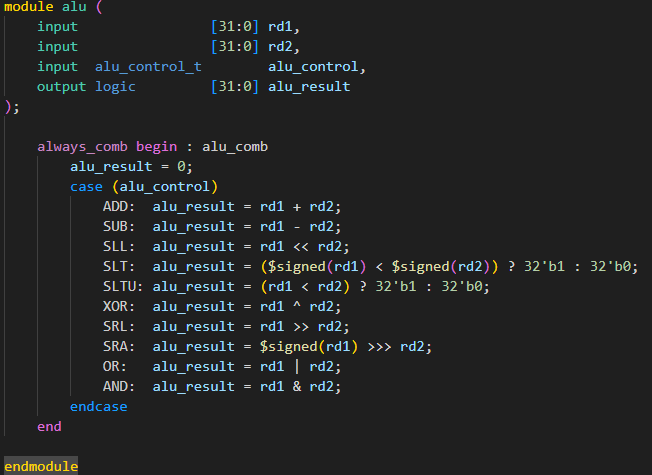 module alu (
    input                [31:0] rd1,
    input                [31:0] rd2,
    input  alu_control_t        alu_control,
    output logic         [31:0] alu_result
);
    always_comb begin : alu_comb
        alu_result = 0;
        case (alu_control)
            ADD:  alu_result = rd1 + rd2;
            SUB:  alu_result = rd1 - rd2;
            SLL:  alu_result = rd1 << rd2;
            SLT:  alu_result = ($signed(rd1) < $signed(rd2)) ? 32'b1 : 32'b0;
            SLTU: alu_result = (rd1 < rd2) ? 32'b1 : 32'b0;
            XOR:  alu_result = rd1 ^ rd2;
            SRL:  alu_result = rd1 >> rd2;
            SRA:  alu_result = $signed(rd1) >>> rd2;
            OR:   alu_result = rd1 | rd2;
            AND:  alu_result = rd1 & rd2;
        endcase
    end
endmodule